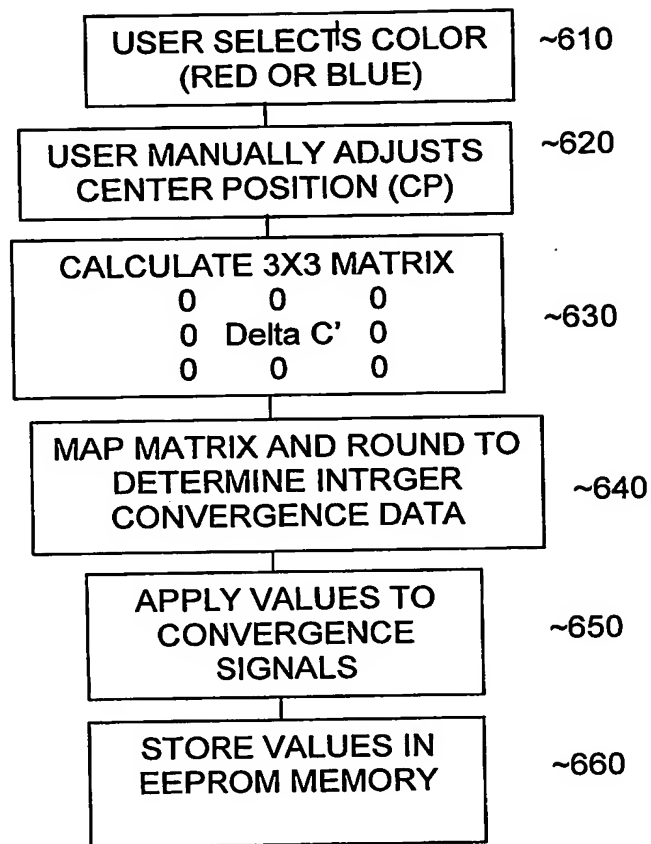 USER SELECTS COLOR
(RED OR BLUE)
~610
USER MANUALLY ADJUSTS
CENTER POSITION (CP)
~620
CALCULATE 3X3 MATRIX
0 0 0
0 Delta C' 0
0 0 0
~630
MAP MATRIX AND ROUND TO
DETERMINE INTRGER
CONVERGENCE DATA
~640
APPLY VALUES TO
CONVERGENCE
SIGNALS
~650
STORE VALUES IN
EEPROM MEMORY
~660